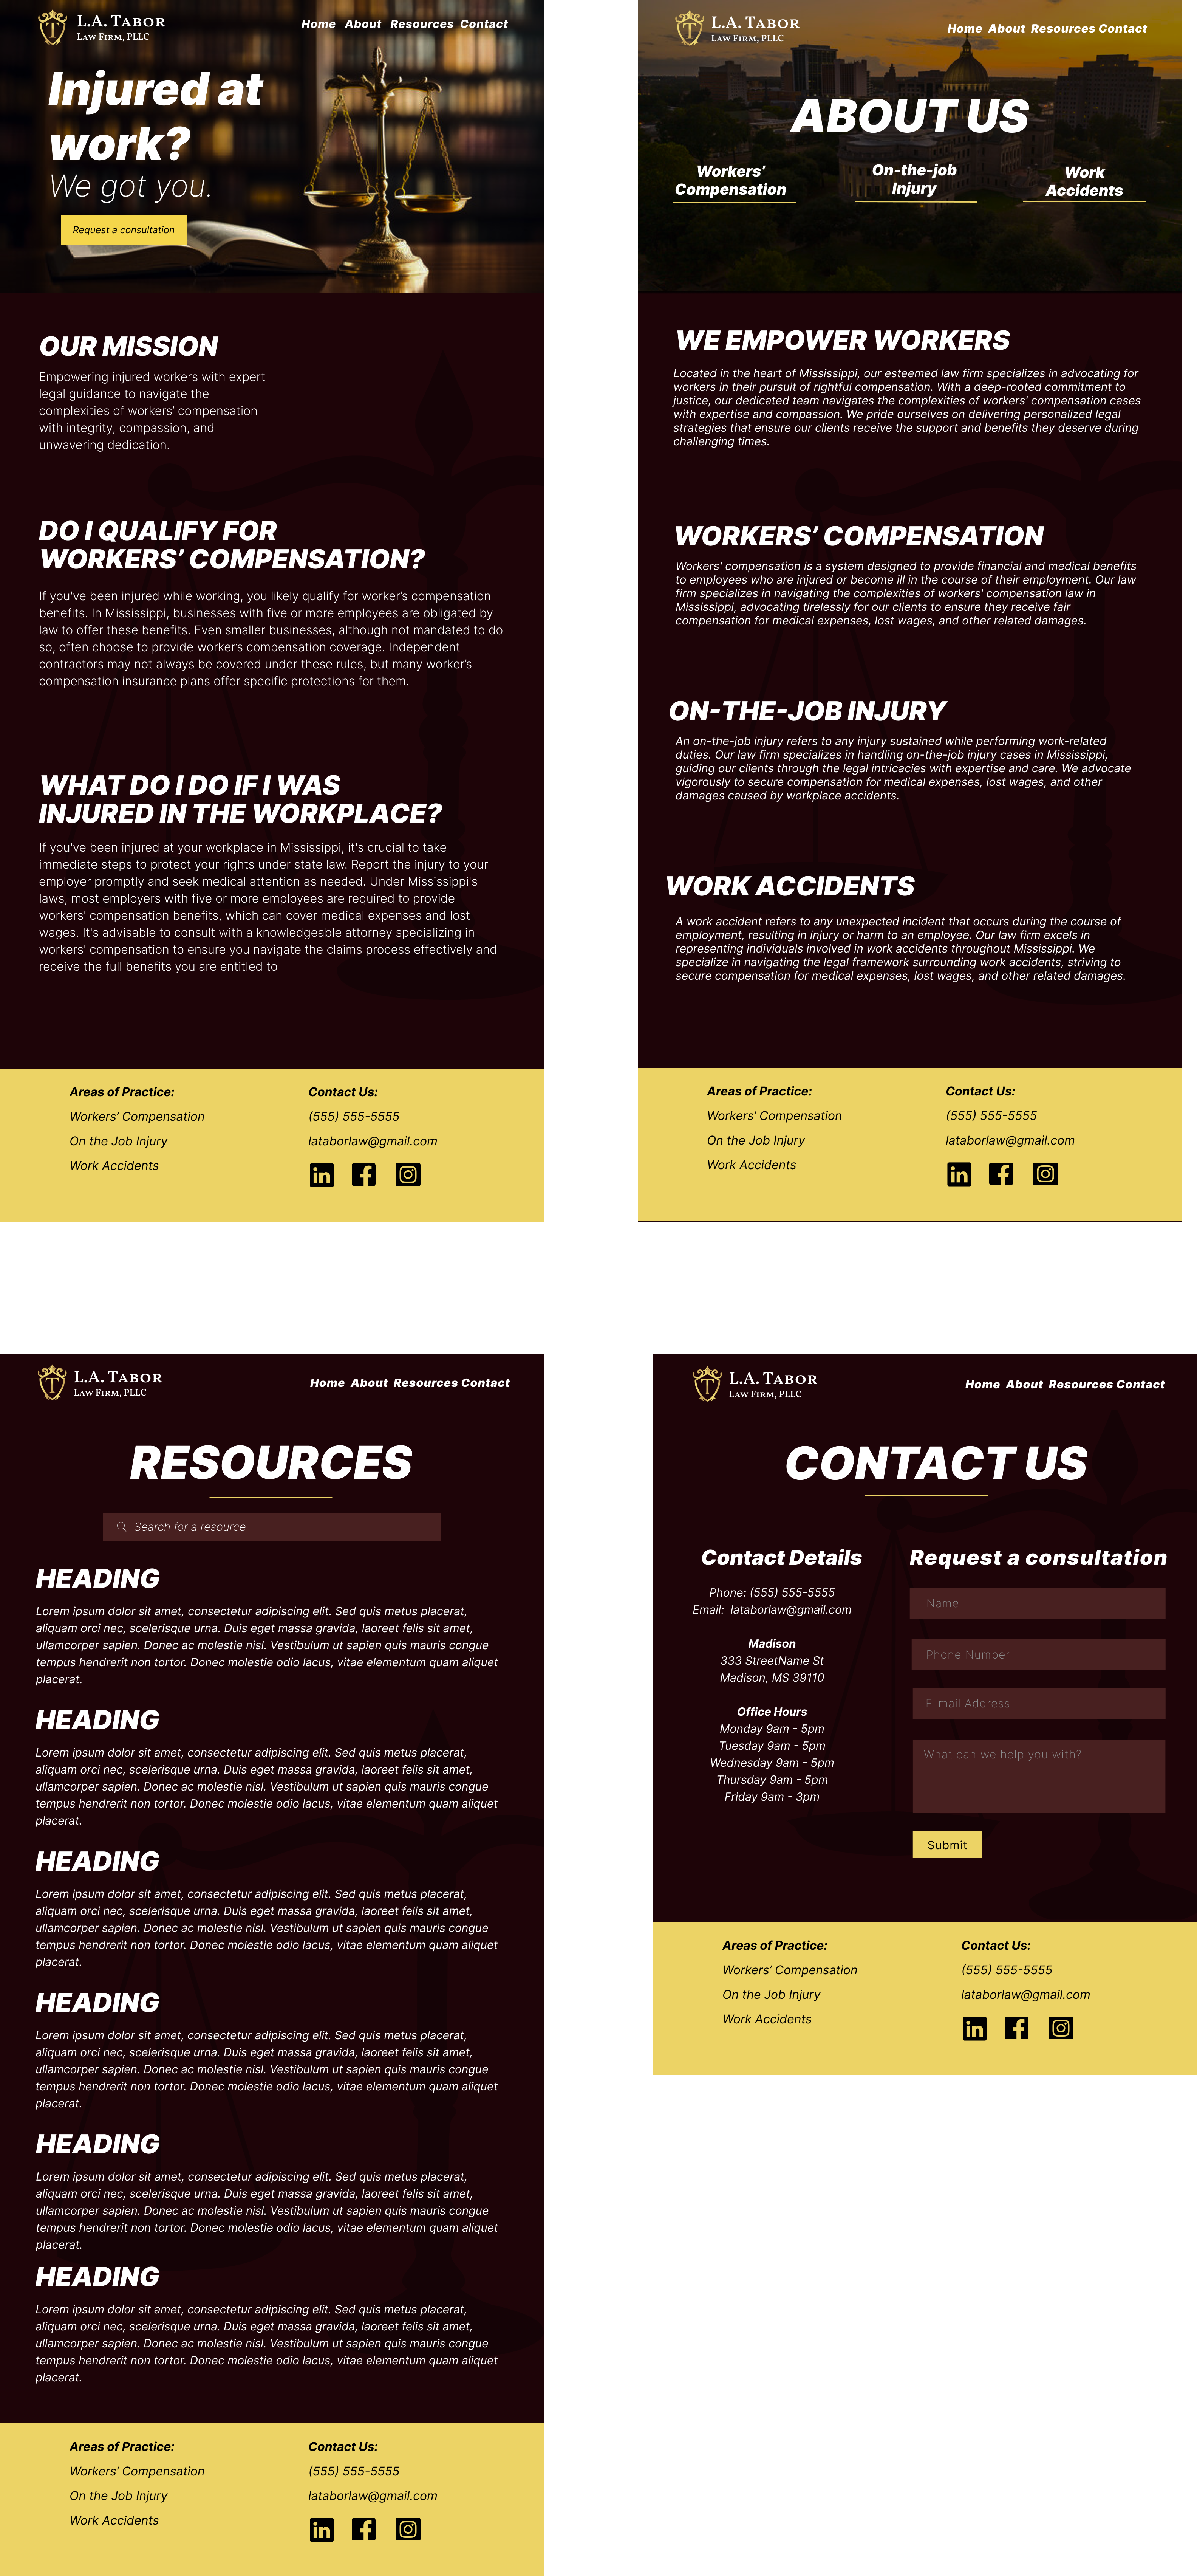 L.A. TABOR
LAW FIRM, PLLC
Home About Resources Contact
Injured at
work?
We got you.
Request a consultation
OUR MISSION
Empowering injured workers with expert
legal guidance to navigate the
complexities of workers’ compensation
with integrity, compassion, and
unwavering dedication.
DO I QUALIFY FOR
WORKERS’ COMPENSATION?
If you've been injured while working, you likely qualify for worker’s compensation
benefits. In Mississippi, businesses with five or more employees are obligated by
law to offer these benefits. Even smaller businesses, although not mandated to do
so, often choose to provide worker’s compensation coverage. Independent
contractors may not always be covered under these rules, but many worker’s
compensation insurance plans offer specific protections for them.
WHAT DO I DO IF I WAS
INJURED IN THE WORKPLACE?
If you've been injured at your workplace in Mississippi, it's crucial to take
immediate steps to protect your rights under state law. Report the injury to your
employer promptly and seek medical attention as needed. Under Mississippi's
laws, most employers with five or more employees are required to provide
workers' compensation benefits, which can cover medical expenses and lost
wages. It's advisable to consult with a knowledgeable attorney specializing in
workers' compensation to ensure you navigate the claims process effectively and
receive the full benefits you are entitled to
Areas of Practice:
Workers’ Compensation
On the Job Injury
Work Accidents
Contact Us:
(555) 555-5555
lataborlaw@gmail.com
L.A. TABOR
LAW FIRM, PLLC
Home About Resources Contact
ABOUT US
Workers’
Compensation
On-the-job
Injury
Work
Accidents
WE EMPOWER WORKERS
Located in the heart of Mississippi, our esteemed law firm specializes in advocating for
workers in their pursuit of rightful compensation. With a deep-rooted commitment to
justice, our dedicated team navigates the complexities of workers' compensation cases
with expertise and compassion. We pride ourselves on delivering personalized legal
strategies that ensure our clients receive the support and benefits they deserve during
challenging times.
WORKERS’ COMPENSATION
Workers' compensation is a system designed to provide financial and medical benefits
to employees who are injured or become ill in the course of their employment. Our law
firm specializes in navigating the complexities of workers' compensation law in
Mississippi, advocating tirelessly for our clients to ensure they receive fair
compensation for medical expenses, lost wages, and other related damages.
ON-THE-JOB INJURY
An on-the-job injury refers to any injury sustained while performing work-related
duties. Our law firm specializes in handling on-the-job injury cases in Mississippi,
guiding our clients through the legal intricacies with expertise and care. We advocate
vigorously to secure compensation for medical expenses, lost wages, and other
damages caused by workplace accidents.
WORK ACCIDENTS
A work accident refers to any unexpected incident that occurs during the course of
employment, resulting in injury or harm to an employee. Our law firm excels in
representing individuals involved in work accidents throughout Mississippi. We
specialize in navigating the legal framework surrounding work accidents, striving to
secure compensation for medical expenses, lost wages, and other related damages.
Areas of Practice:
Workers’ Compensation
On the Job Injury
Work Accidents
Contact Us:
(555) 555-5555
lataborlaw@gmail.com
L.A. TABOR
LAW FIRM, PLLC
Home About Resources Contact
RESOURCES
Search for a resource
HEADING
Lorem ipsum dolor sit amet, consectetur adipiscing elit. Sed quis metus placerat,
aliquam orci nec, scelerisque urna. Duis eget massa gravida, laoreet felis sit amet,
ullamcorper sapien. Donec ac molestie nisl. Vestibulum ut sapien quis mauris congue
tempus hendrerit non tortor. Donec molestie odio lacus, vitae elementum quam aliquet
placerat.
HEADING
Lorem ipsum dolor sit amet, consectetur adipiscing elit. Sed quis metus placerat,
aliquam orci nec, scelerisque urna. Duis eget massa gravida, laoreet felis sit amet,
ullamcorper sapien. Donec ac molestie nisl. Vestibulum ut sapien quis mauris congue
tempus hendrerit non tortor. Donec molestie odio lacus, vitae elementum quam aliquet
placerat.
HEADING
Lorem ipsum dolor sit amet, consectetur adipiscing elit. Sed quis metus placerat,
aliquam orci nec, scelerisque urna. Duis eget massa gravida, laoreet felis sit amet,
ullamcorper sapien. Donec ac molestie nisl. Vestibulum ut sapien quis mauris congue
tempus hendrerit non tortor. Donec molestie odio lacus, vitae elementum quam aliquet
placerat.
HEADING
Lorem ipsum dolor sit amet, consectetur adipiscing elit. Sed quis metus placerat,
aliquam orci nec, scelerisque urna. Duis eget massa gravida, laoreet felis sit amet,
ullamcorper sapien. Donec ac molestie nisl. Vestibulum ut sapien quis mauris congue
tempus hendrerit non tortor. Donec molestie odio lacus, vitae elementum quam aliquet
placerat.
HEADING
Lorem ipsum dolor sit amet, consectetur adipiscing elit. Sed quis metus placerat,
aliquam orci nec, scelerisque urna. Duis eget massa gravida, laoreet felis sit amet,
ullamcorper sapien. Donec ac molestie nisl. Vestibulum ut sapien quis mauris congue
tempus hendrerit non tortor. Donec molestie odio lacus, vitae elementum quam aliquet
placerat.
HEADING
Lorem ipsum dolor sit amet, consectetur adipiscing elit. Sed quis metus placerat,
aliquam orci nec, scelerisque urna. Duis eget massa gravida, laoreet felis sit amet,
ullamcorper sapien. Donec ac molestie nisl. Vestibulum ut sapien quis mauris congue
tempus hendrerit non tortor. Donec molestie odio lacus, vitae elementum quam aliquet
placerat.
Areas of Practice:
Workers’ Compensation
On the Job Injury
Work Accidents
Contact Us:
(555) 555-5555
lataborlaw@gmail.com
L.A. TABOR
LAW FIRM, PLLC
Home About Resources Contact
CONTACT US
Contact Details
Phone: (555) 555-5555
Email: lataborlaw@gmail.com
Madison
333 StreetName St
Madison, MS 39110
Office Hours
Monday 9am - 5pm
Tuesday 9am - 5pm
Wednesday 9am - 5pm
Thursday 9am - 5pm
Friday 9am - 3pm
Request a consultation
Name
Phone Number
E-mail Address
What can we help you with?
Submit
Areas of Practice:
Workers’ Compensation
On the Job Injury
Work Accidents
Contact Us:
(555) 555-5555
lataborlaw@gmail.com